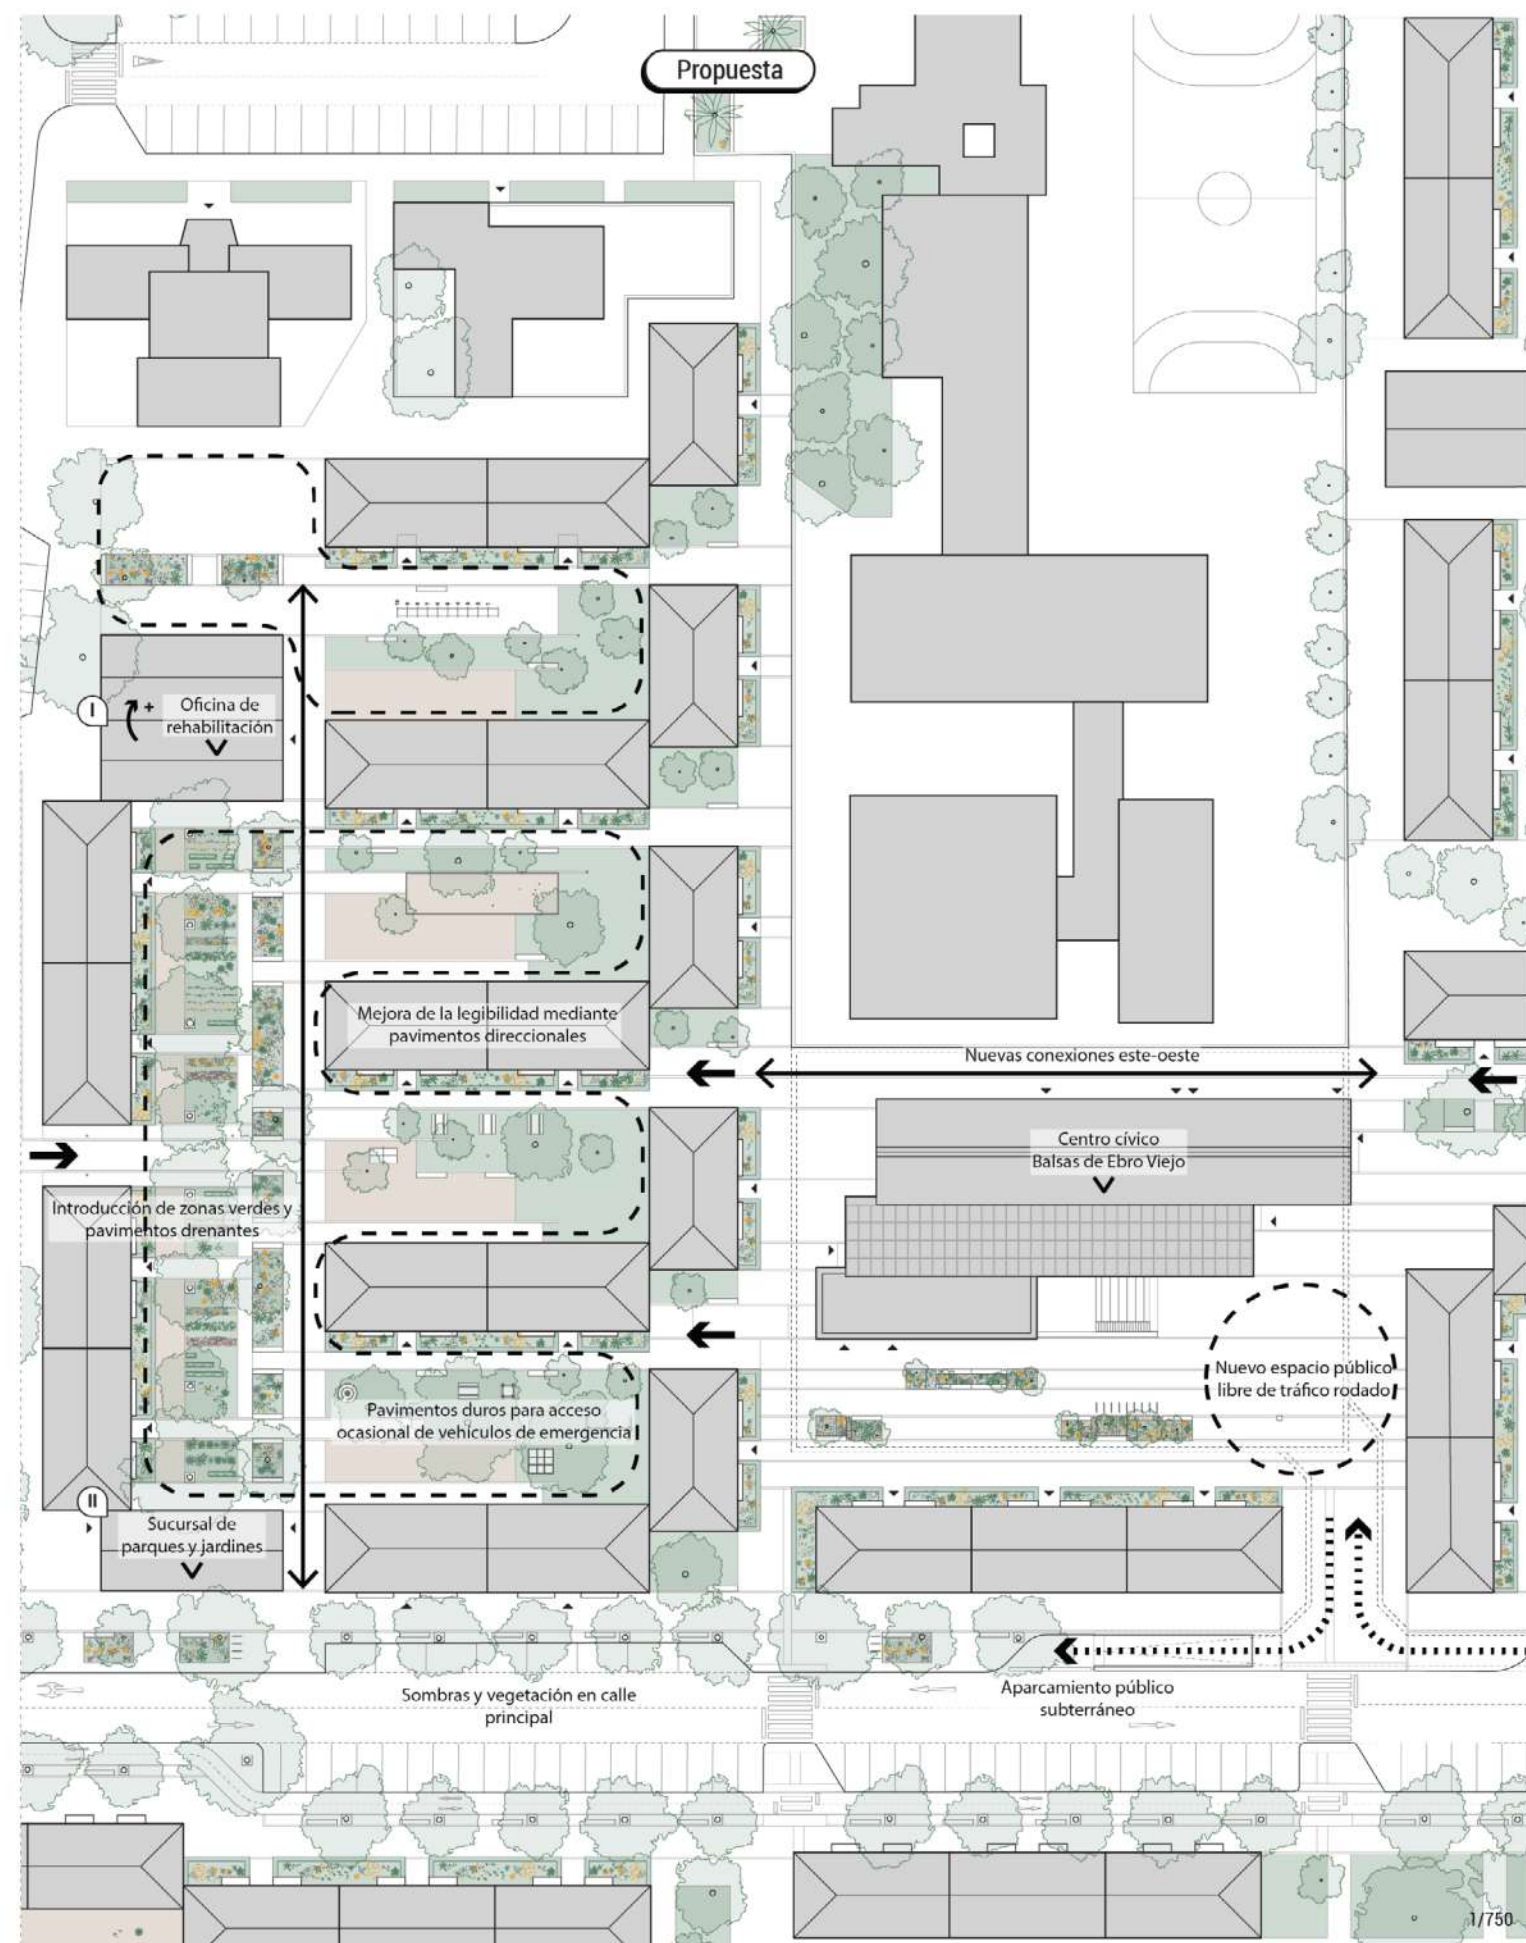 Propuesta
I
+
Oficina de
rehabilitación
Mejora de la legibilidad mediante
pavimentos direccionales
Nuevas conexiones este-oeste
Centro cívico
Balsas de Ebro Viejo
Introducción de zonas verdes y
pavimentos drenantes
Nuevo espacio público
libre de tráfico rodado
Pavimentos duros para acceso
ocasional de vehículos de emergencia
II
Sucursal de
parques y jardines
Sombras y vegetación en calle
principal
Aparcamiento público
subterráneo
1/750